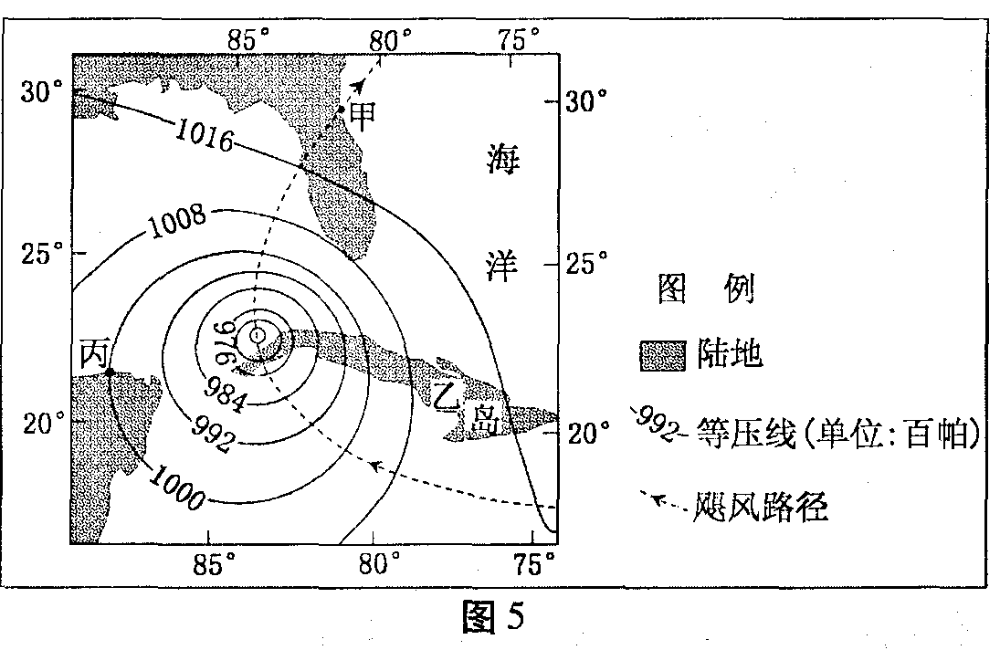 85° 80° 75°
30° 30°
甲
1016
海
1008
25° 洋 25°
图 例
丙 976
陆地
984
乙
992 岛
20° 20°
-992- 等压线(单位:百帕)
1000
飓风路径
85° 80° 75°
图5